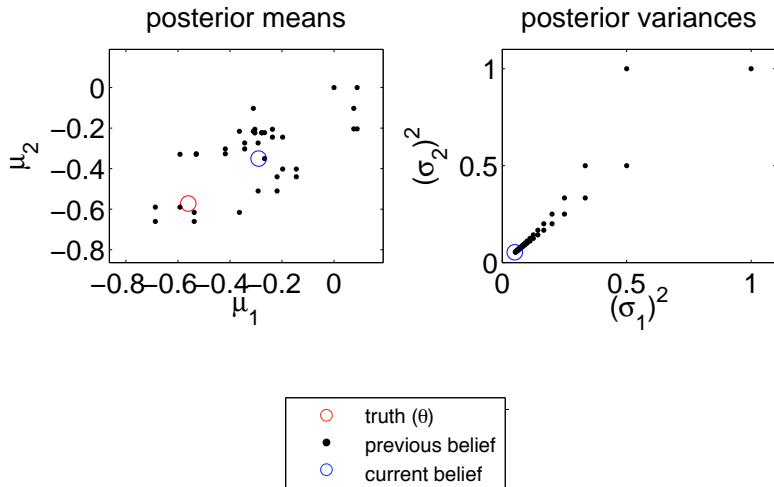 posterior means
0
−0.2
−0.4
−0.6
−0.8
μ2
−0.8 −0.6 −0.4 −0.2 0
μ1
posterior variances
1
0.5
0
(σ2)²
0 0.5 1
(σ1)²
truth (θ)
previous belief
current belief